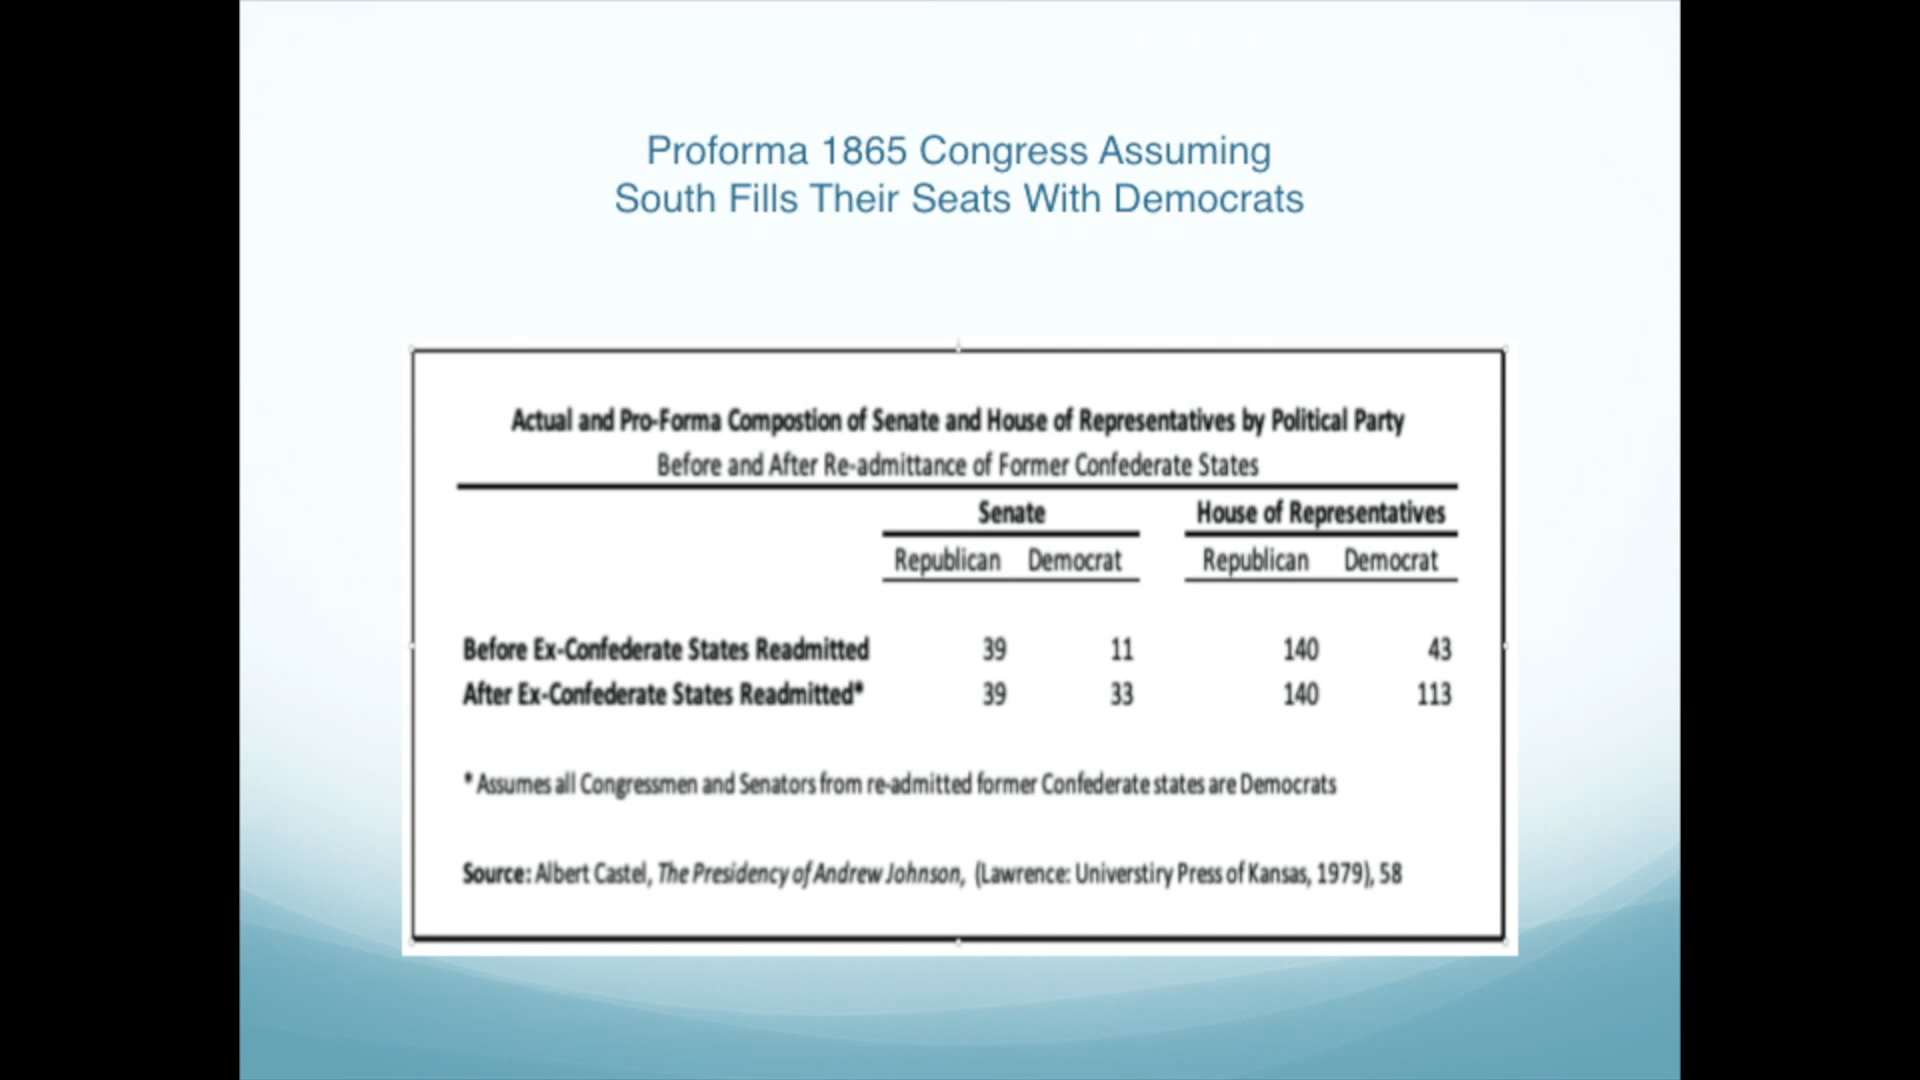 Proforma 1865 Congress Assuming
South Fills Their Seats With Democrats
Actual and Pro-Forma Compostion of Senate and House of Representatives by Political Party
Before and After Re-admittance of Former Confederate States
Senate House of Representatives
Republican Democrat Republican Democrat
Before Ex-Confederate States Readmitted 39 11 140 43
After Ex-Confederate States Readmitted* 39 33 140 113
* Assumes all Congressmen and Senators from re-admitted former Confederate states are Democrats
Source: Albert Castel, The Presidency of Andrew Johnson, (Lawrence: Universtiry Press of Kansas, 1979), 58